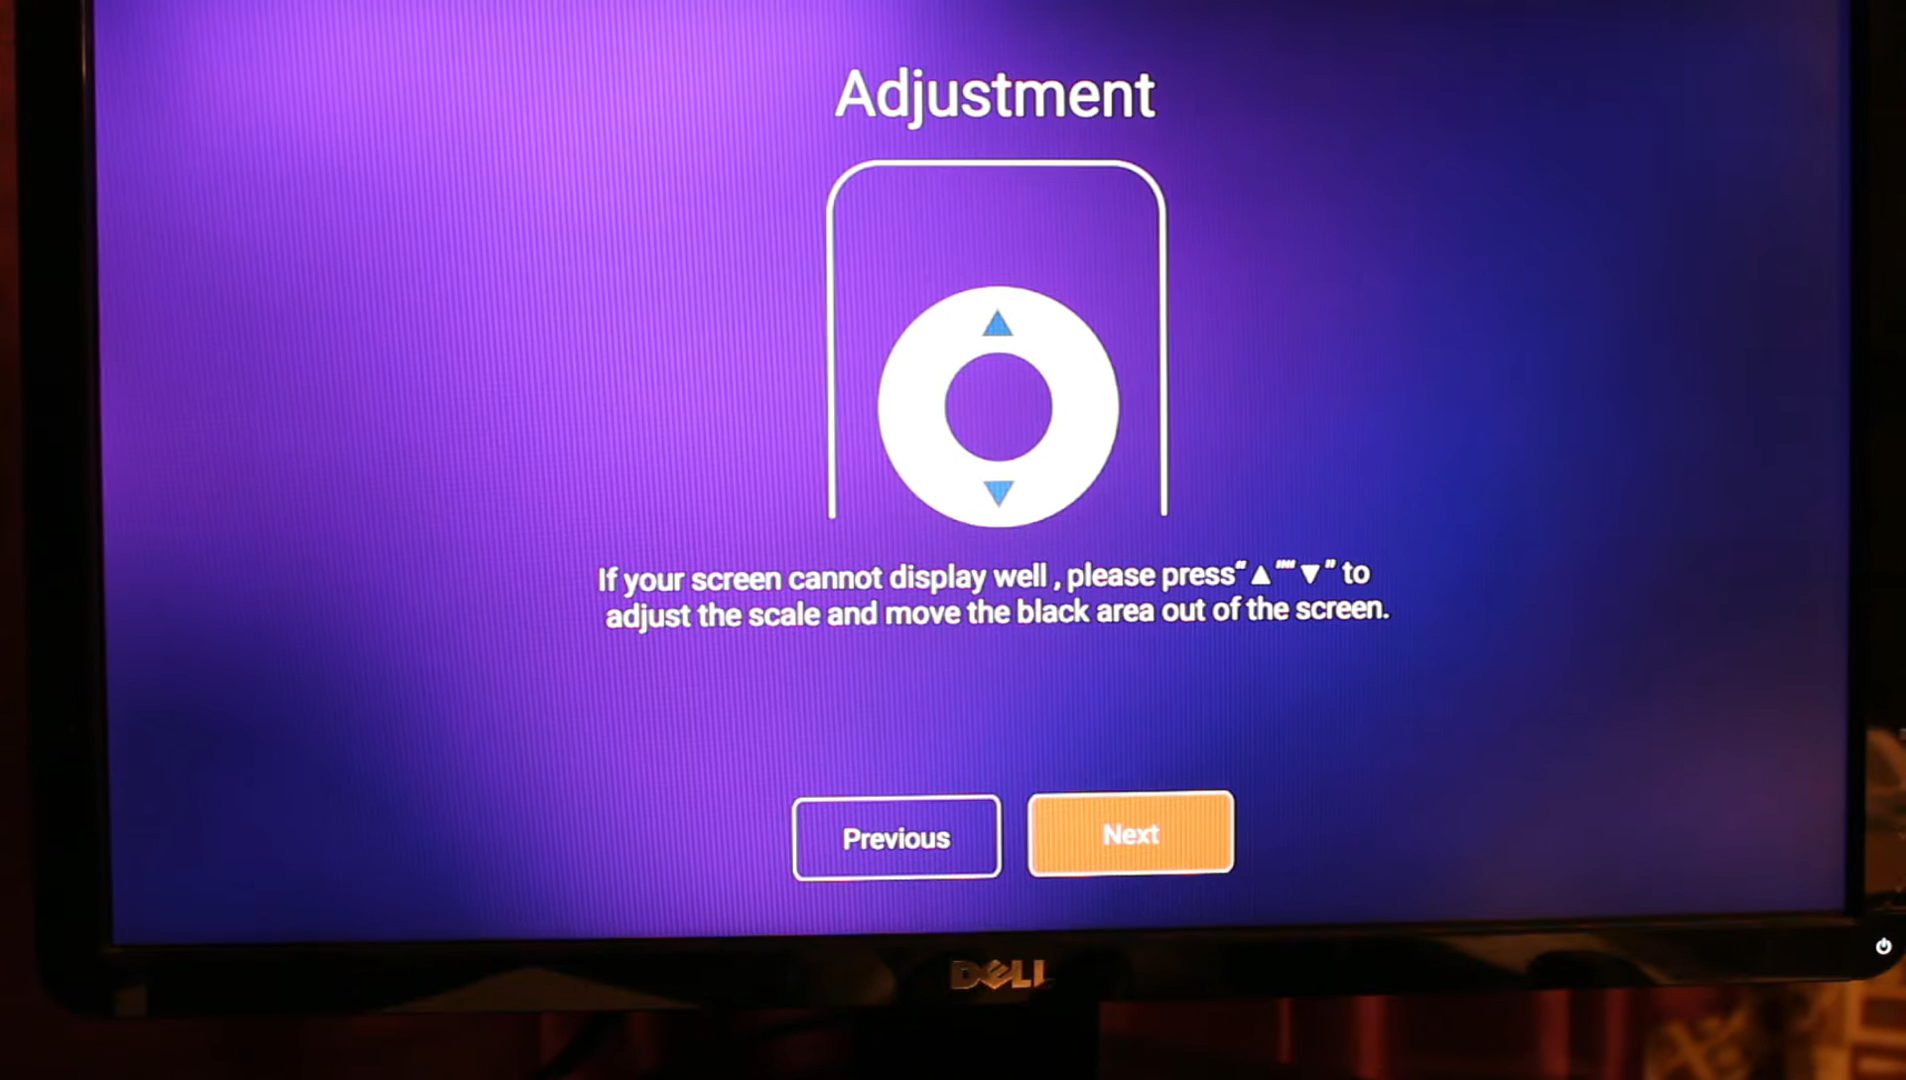 Adjustment
If your screen cannot display well , please press“▲”“▼” to
adjust the scale and move the black area out of the screen.
Previous
Next
DELL